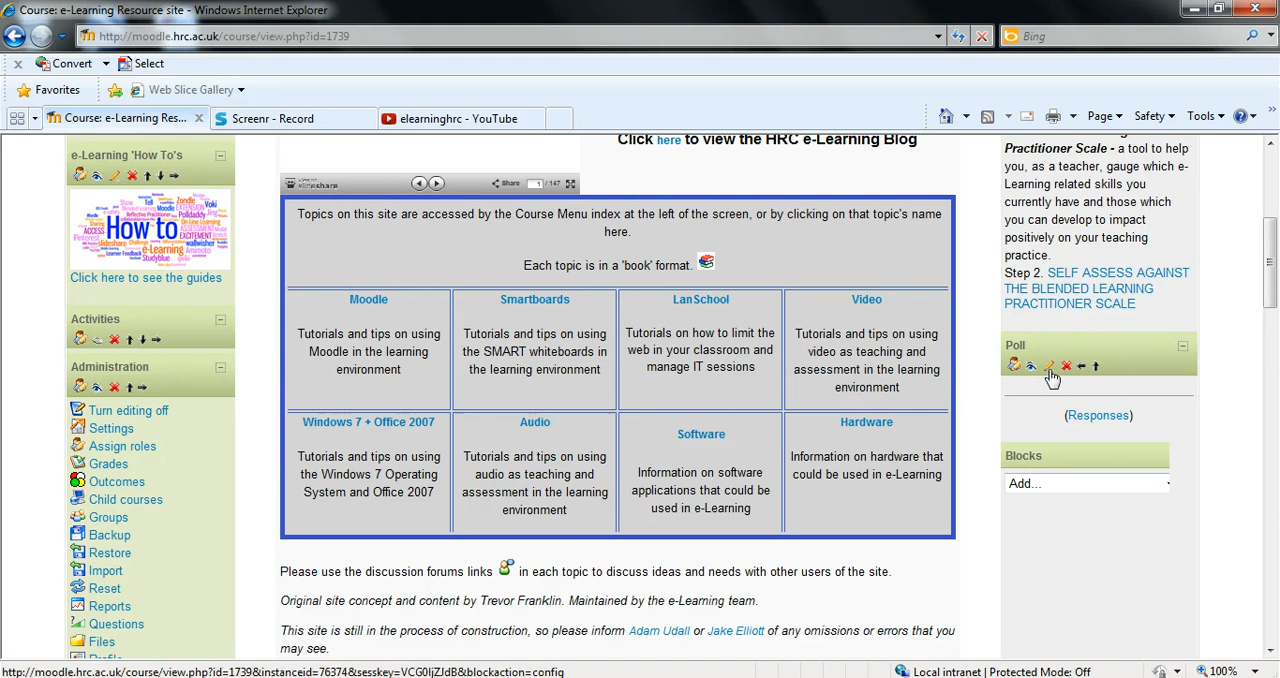 Course: e-Learning Resource site - Windows Internet Explorer
http://moodle.hrc.ac.uk/course/view.php?id=1739
Bing
Convert
Select
Favorites
Web Slice Gallery
Course: e-Learning Res...
Screenr - Record
elearninghrc - YouTube
Page
Safety
Tools
e-Learning 'How To's
How to
e-Learning
Click here to see the guides
Activities
Administration
Turn editing off
Settings
Assign roles
Grades
Outcomes
Child courses
Groups
Backup
Restore
Import
Reset
Reports
Questions
Files
Click here to view the HRC e-Learning Blog
slideshare
Share
1 / 147
Topics on this site are accessed by the Course Menu index at the left of the screen, or by clicking on that topic's name
here.
Each topic is in a 'book' format.
Moodle
Tutorials and tips on using
Moodle in the learning
environment
Smartboards
Tutorials and tips on using
the SMART whiteboards in
the learning environment
LanSchool
Tutorials on how to limit the
web in your classroom and
manage IT sessions
Video
Tutorials and tips on using
video as teaching and
assessment in the learning
environment
Windows 7 + Office 2007
Tutorials and tips on using
the Windows 7 Operating
System and Office 2007
Audio
Tutorials and tips on using
audio as teaching and
assessment in the learning
environment
Software
Information on software
applications that could be
used in e-Learning
Hardware
Information on hardware that
could be used in e-Learning
Please use the discussion forums links in each topic to discuss ideas and needs with other users of the site.
Original site concept and content by Trevor Franklin. Maintained by the e-Learning team.
This site is still in the process of construction, so please inform Adam Udall or Jake Elliott of any omissions or errors that you
may see.
Practitioner Scale - a tool to help
you, as a teacher, gauge which e-
Learning related skills you
currently have and those which
you can develop to impact
positively on your teaching
practice.
Step 2. SELF ASSESS AGAINST
THE BLENDED LEARNING
PRACTITIONER SCALE
Poll
(Responses)
Blocks
Add...
http://moodle.hrc.ac.uk/course/view.php?id=1739&instanceid=76374&sesskey=VCG0IjZJdB&blockaction=config
Local intranet | Protected Mode: Off
100%